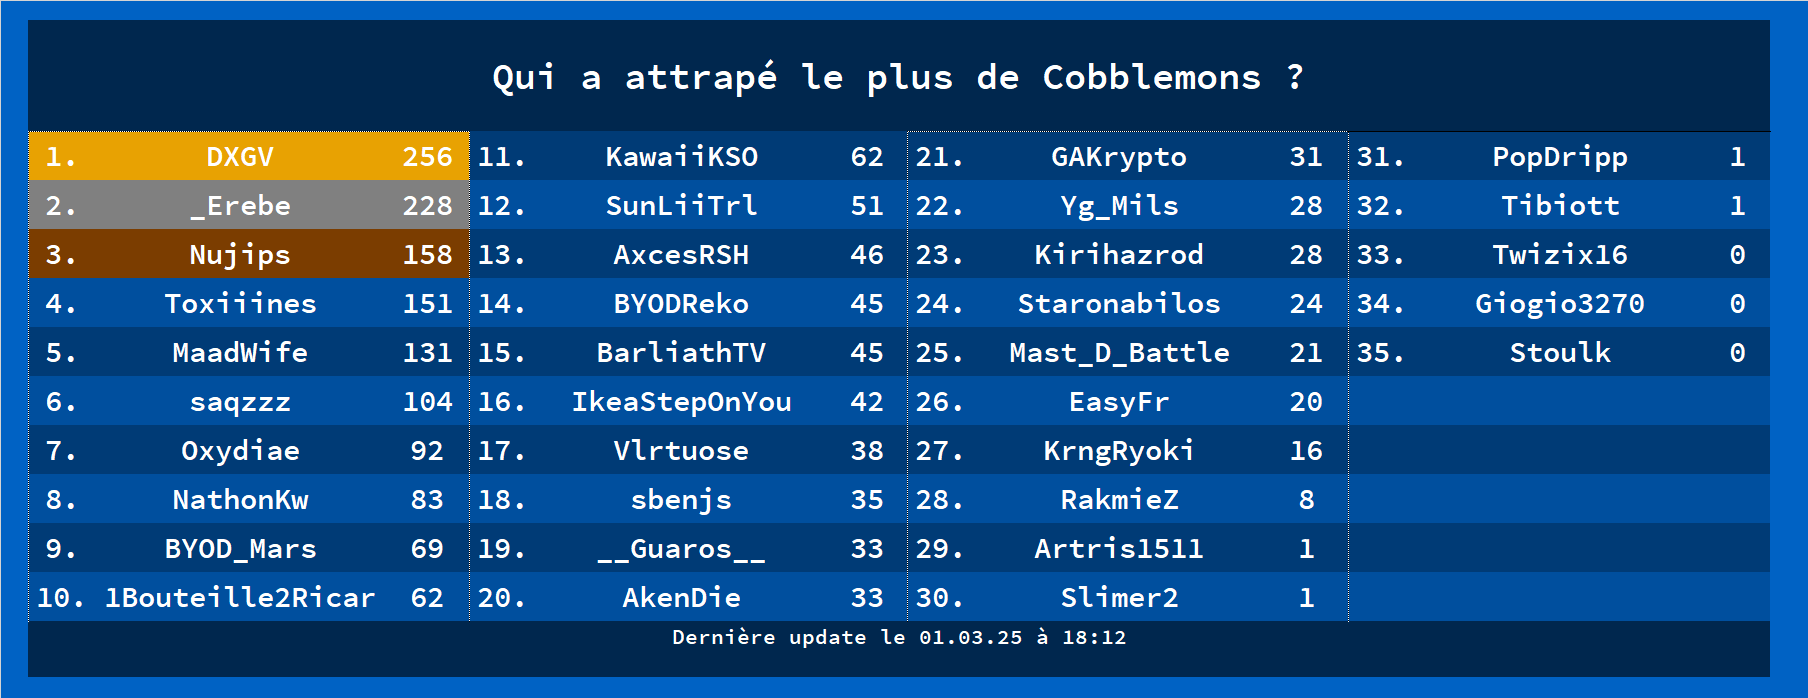 Qui a attrapé le plus de Cobblemons ?
1. DXGV 256
2. _Erebe 228
3. Nujips 158
4. Toxiiines 151
5. MaadWife 131
6. saqzzz 104
7. Oxydiae 92
8. NathonKw 83
9. BYOD_Mars 69
10. 1Bouteille2Ricar 62
11. KawaiiKSO 62
12. SunLiiTrl 51
13. AxcesRSH 46
14. BYODReko 45
15. BarliathTV 45
16. IkeaStepOnYou 42
17. Vlrtuose 38
18. sbenjs 35
19. __Guaros__ 33
20. AkenDie 33
21. GAKrypto 31
22. Yg_Mils 28
23. Kirihazrod 28
24. Staronabilos 24
25. Mast_D_Battle 21
26. EasyFr 20
27. KrngRyoki 16
28. RakmieZ 8
29. Artris1511 1
30. Slimer2 1
31. PopDripp 1
32. Tibiott 1
33. Twizix16 0
34. Giogio3270 0
35. Stoulk 0
Dernière update le 01.03.25 à 18:12